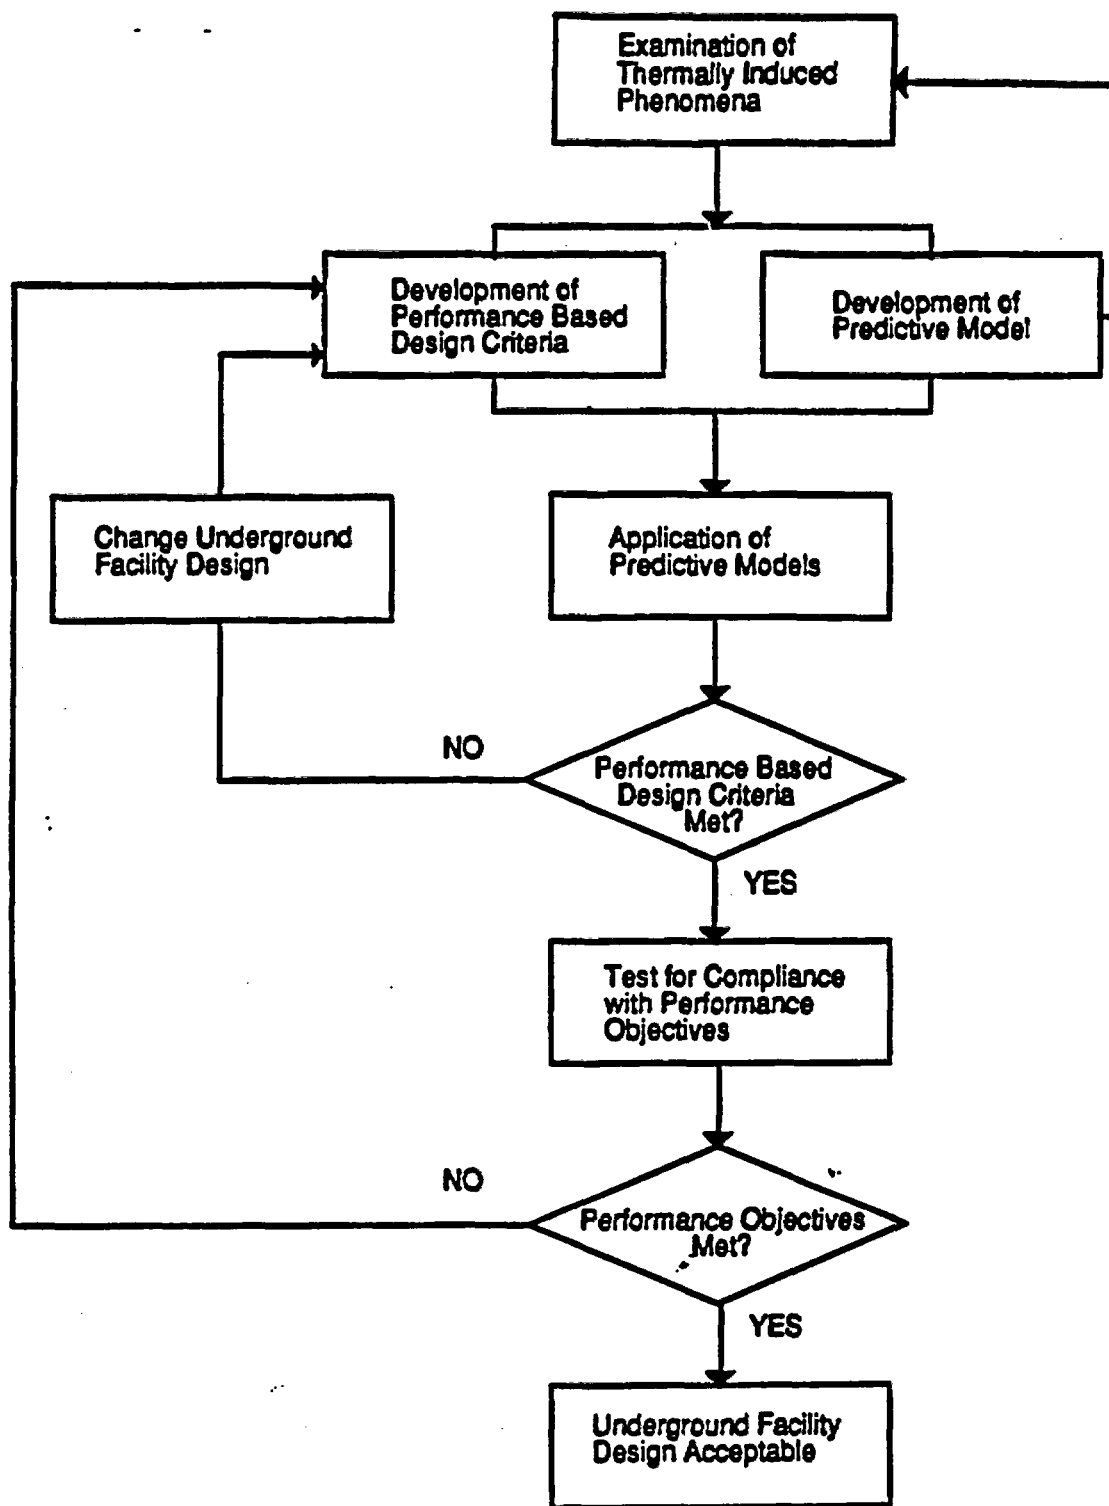 Examination of
Thermally Induced
Phenomena
Development of
Performance Based
Design Criteria
Development of
Predictive Model
Change Underground
Facility Design
Application of
Predictive Models
NO
Performance Based
Design Criteria
Met?
YES
Test for Compliance
with Performance
Objectives
NO
Performance Objectives
Met?
YES
Underground Facility
Design Acceptable